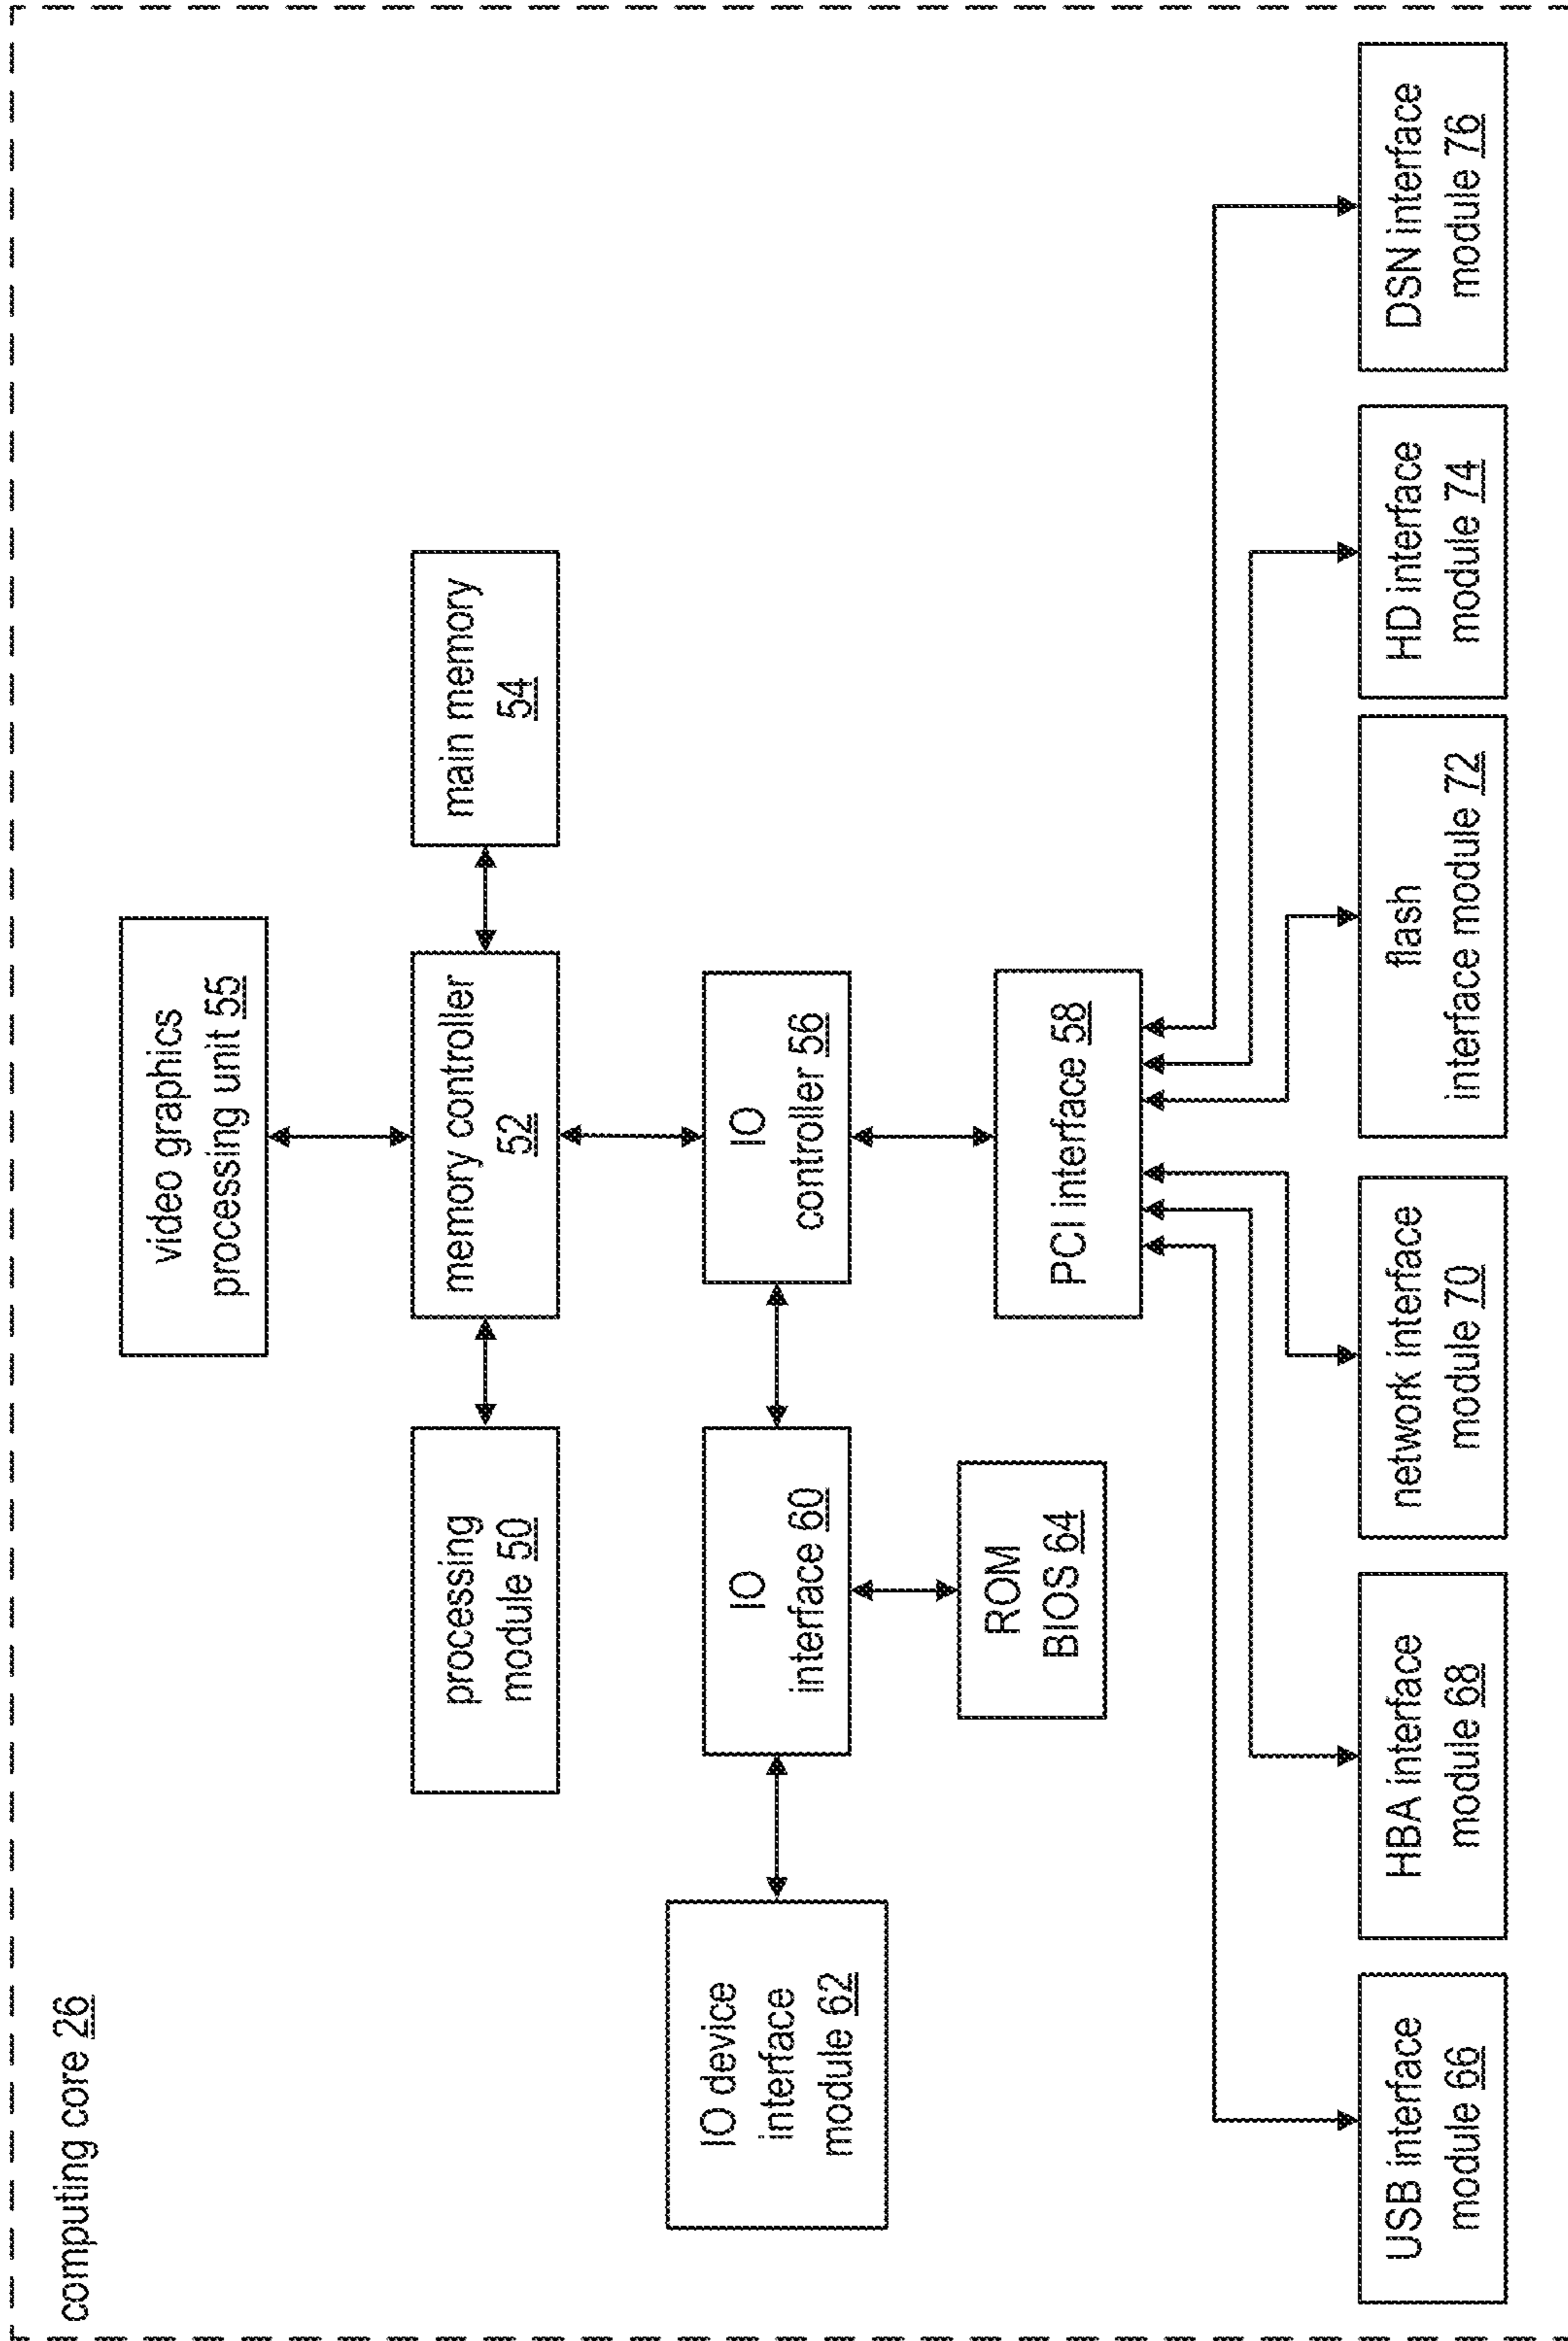 computing core 26
video graphics
processing unit 55
processing
module 50
memory controller
52
main memory
54
IO device
interface
module 62
IO
interface 60
IO
controller 56
ROM
BIOS 64
PCI interface 58
USB interface
module 66
HBA interface
module 68
network interface
module 70
flash
interface module 72
HD interface
module 74
DSN interface
module 76